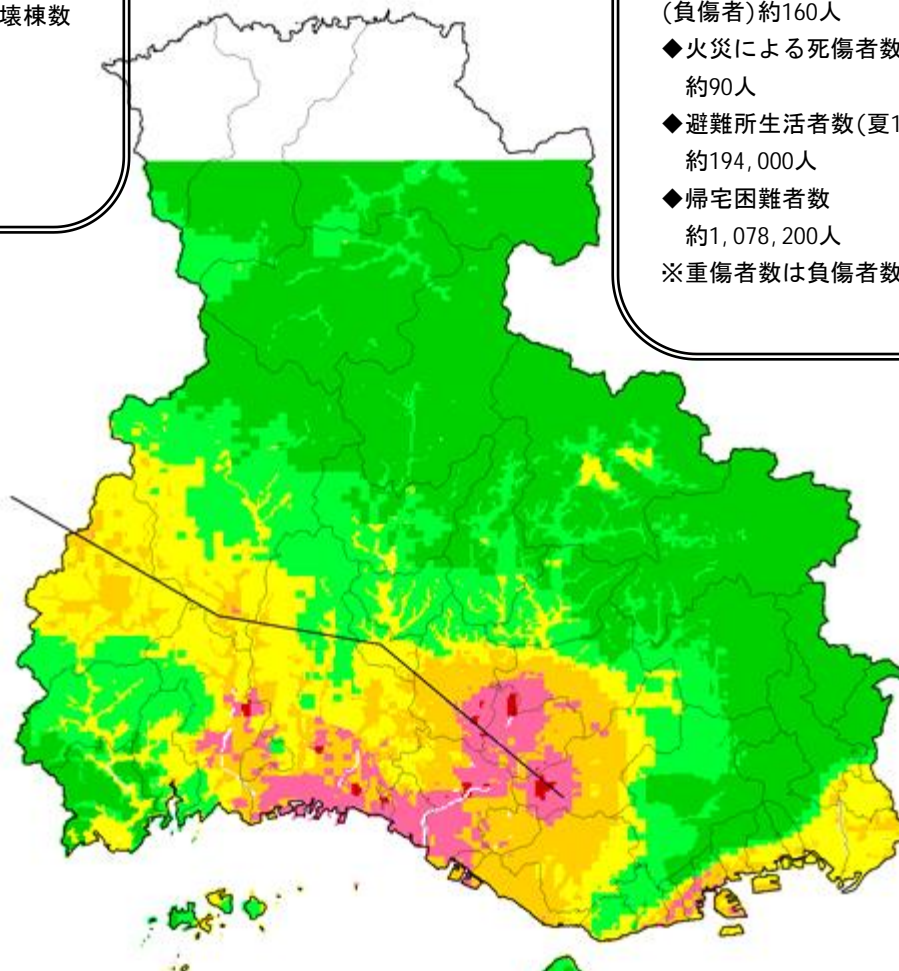 壊棟数
(負傷者)約160人
◆火災による死傷者数
約90人
◆避難所生活者数(夏1
約194,000人
◆帰宅困難者数
約1,078,200人
※重傷者数は負傷者数